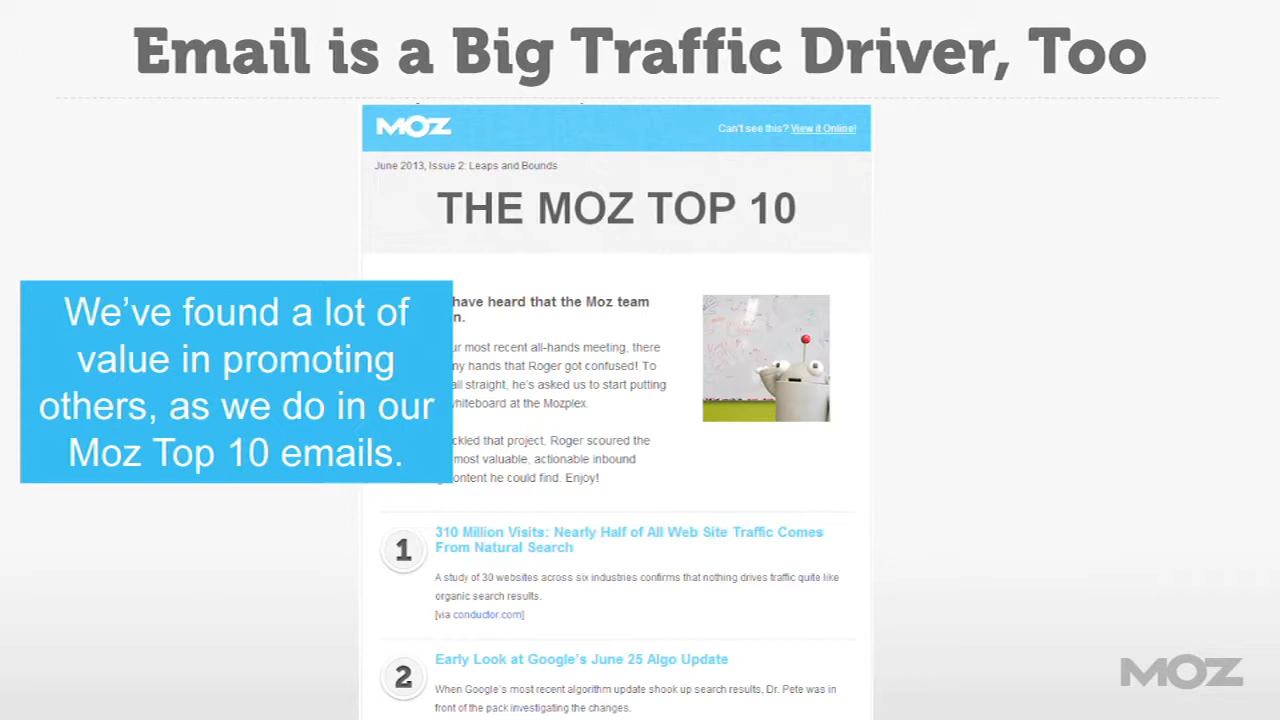 Email is a Big Traffic Driver, Too
MOZ
Can't see this? View it Online!
June 2013, Issue 2: Leaps and Bounds
THE MOZ TOP 10
We've found a lot of
value in promoting
others, as we do in our
Moz Top 10 emails.
have heard that the Moz team
most recent all-hands meeting, there
hands that Roger got confused! To
all straight, he's asked us to start putting
whiteboard at the Mozplex.
that project, Roger scoured the
most valuable, actionable inbound
content he could find. Enjoy!
1
310 Million Visits: Nearly Half of All Web Site Traffic Comes
From Natural Search
A study of 30 websites across six industries confirms that nothing drives traffic quite like
organic search results.
[via conductor.com]
2
Early Look at Google's June 25 Algo Update
When Google's most recent algorithm update shook up search results, Dr. Pete was in
front of the pack investigating the changes.
MOZ